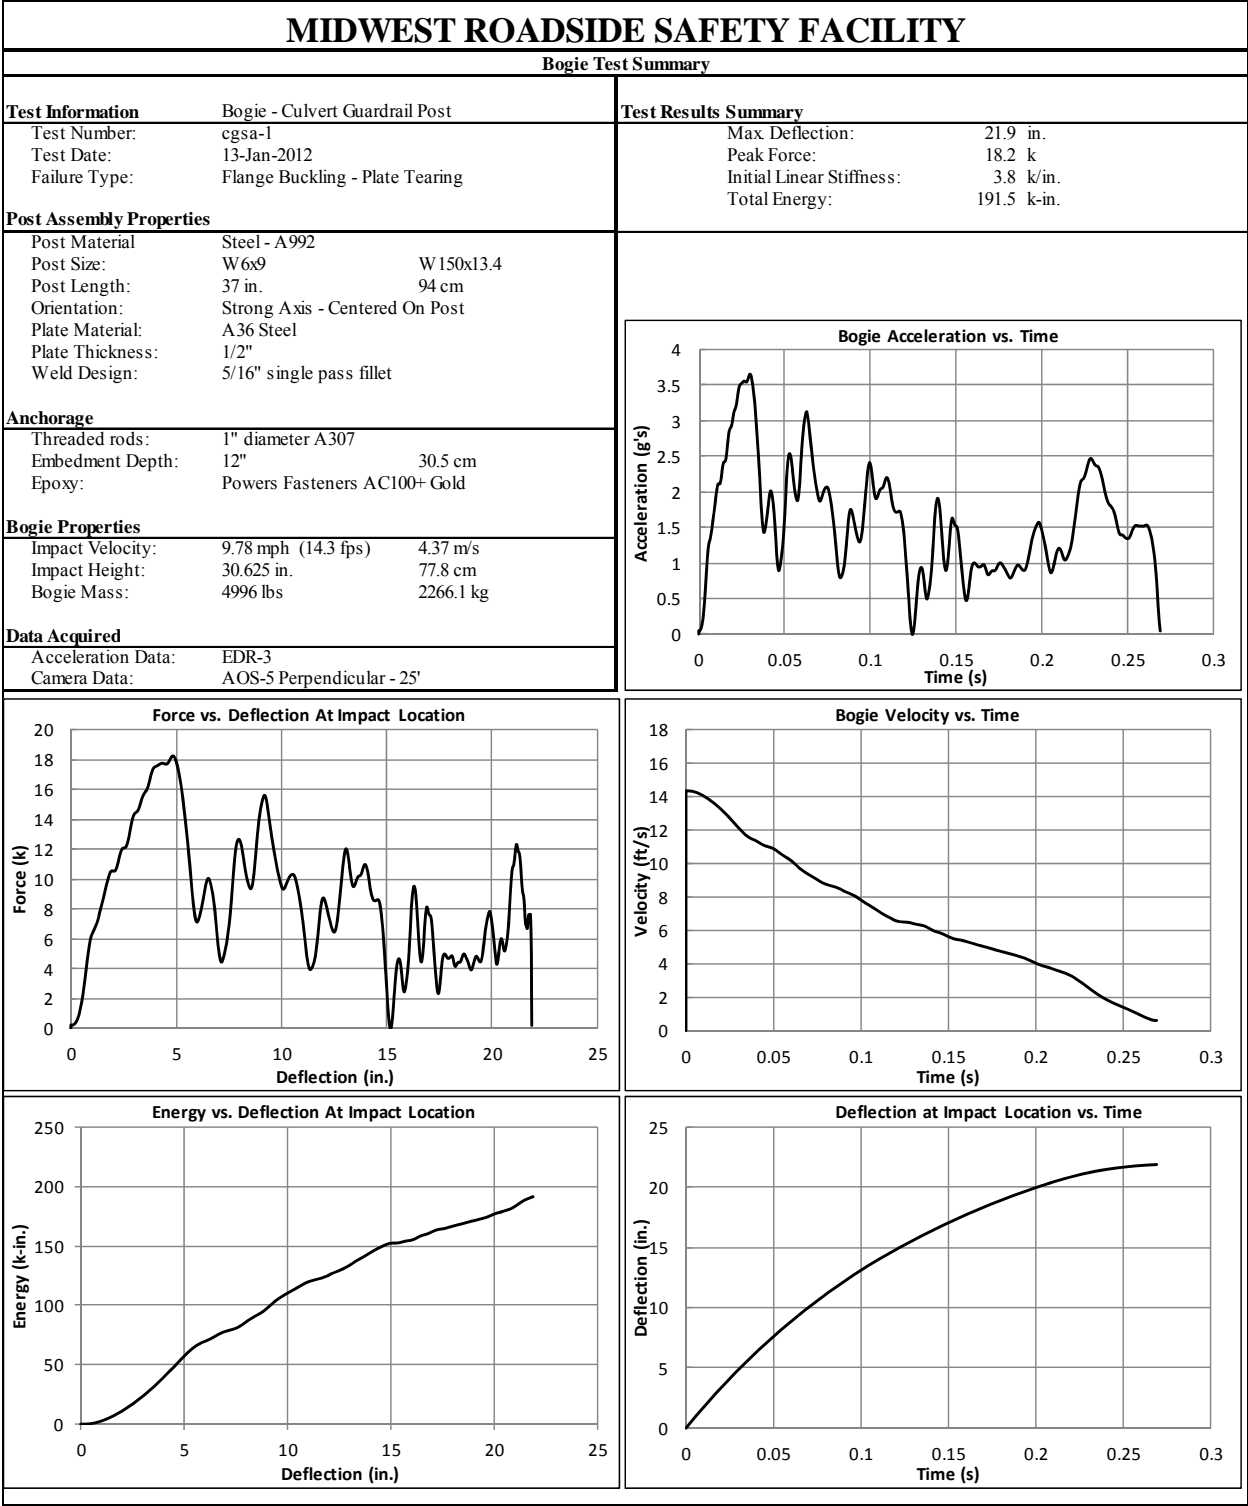 MIDWEST ROADSIDE SAFETY FACILITY
Bogie Test Summary
Test Information Bogie - Culvert Guardrail Post
Test Number: cgsa-1
Test Date: 13-Jan-2012
Failure Type: Flange Buckling - Plate Tearing
Post Assembly Properties
Post Material Steel - A992
Post Size: W6x9 W150x13.4
Post Length: 37 in. 94 cm
Orientation: Strong Axis - Centered On Post
Plate Material: A36 Steel
Plate Thickness: 1/2"
Weld Design: 5/16" single pass fillet
Anchorage
Threaded rods: 1" diameter A307
Embedment Depth: 12" 30.5 cm
Epoxy: Powers Fasteners AC100+ Gold
Bogie Properties
Impact Velocity: 9.78 mph (14.3 fps) 4.37 m/s
Impact Height: 30.625 in. 77.8 cm
Bogie Mass: 4996 lbs 2266.1 kg
Data Acquired
Acceleration Data: EDR-3
Camera Data: AOS-5 Perpendicular - 25'
Test Results Summary
Max. Deflection: 21.9 in.
Peak Force: 18.2 k
Initial Linear Stiffness: 3.8 k/in.
Total Energy: 191.5 k-in.
Bogie Acceleration vs. Time
Acceleration (g's)
4
3.5
3
2.5
2
1.5
1
0.5
0
0 0.05 0.1 0.15 0.2 0.25 0.3
Time (s)
Force vs. Deflection At Impact Location
Force (k)
20
18
16
14
12
10
8
6
4
2
0
0 5 10 15 20 25
Deflection (in.)
Bogie Velocity vs. Time
Velocity (ft/s)
18
16
14
12
10
8
6
4
2
0
0 0.05 0.1 0.15 0.2 0.25 0.3
Time (s)
Energy vs. Deflection At Impact Location
Energy (k-in.)
250
200
150
100
50
0
0 5 10 15 20 25
Deflection (in.)
Deflection at Impact Location vs. Time
Deflection (in.)
25
20
15
10
5
0
0 0.05 0.1 0.15 0.2 0.25 0.3
Time (s)